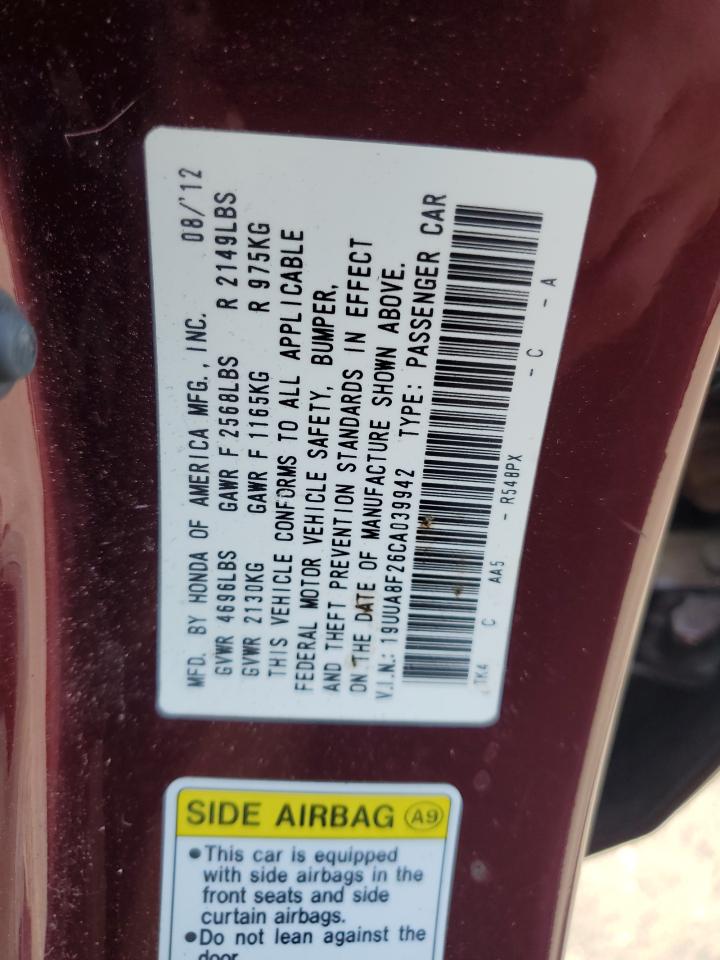 MFD. BY HONDA OF AMERICA MFG., INC. 08/'12
GVWR 4696LBS GAWR F 2568LBS R 2149LBS
GVWR 2130KG GAWR F 1165KG R 975KG
THIS VEHICLE CONFORMS TO ALL APPLICABLE
FEDERAL MOTOR VEHICLE SAFETY, BUMPER,
AND THEFT PREVENTION STANDARDS IN EFFECT
ON THE DATE OF MANUFACTURE SHOWN ABOVE.
V.I.N.: 19UUA8F26CA039942 TYPE: PASSENGER CAR
TK4 C AA5 - R548PX - C - A
SIDE AIRBAG A9
•This car is equipped
with side airbags in the
front seats and side
curtain airbags.
•Do not lean against the
door.